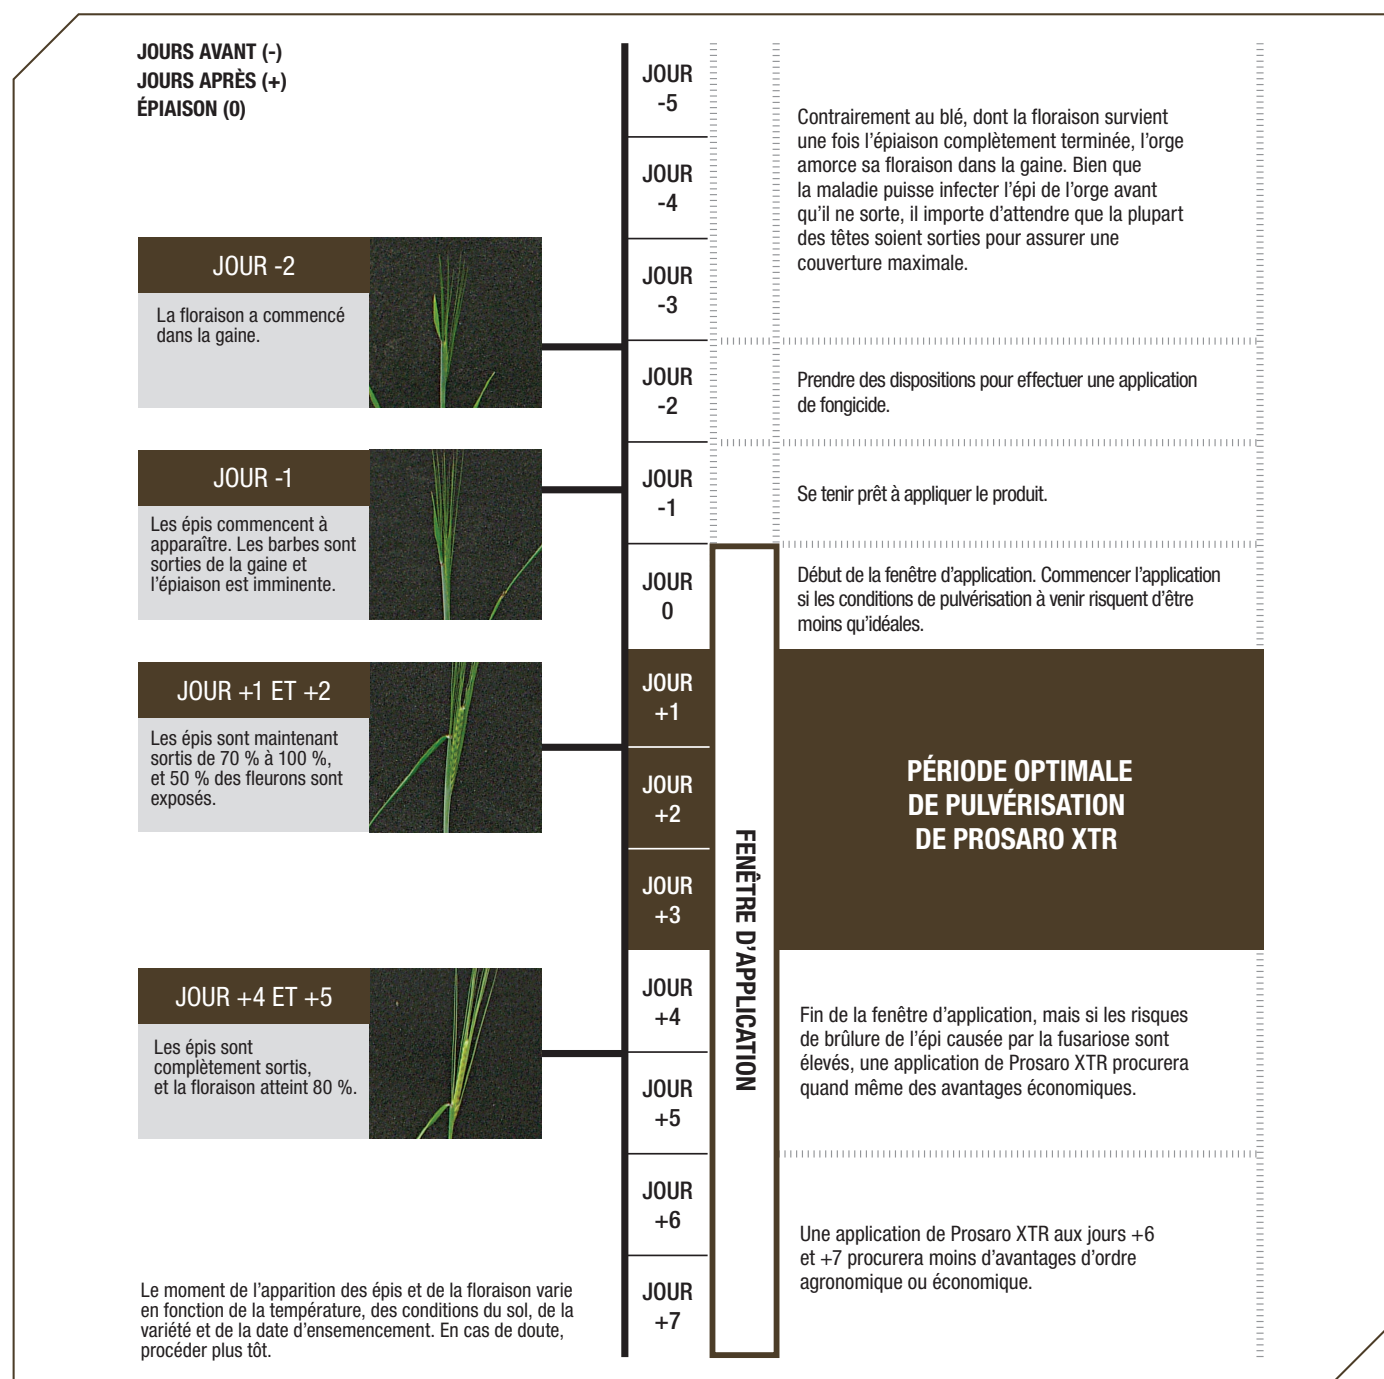 JOURS AVANT (-)
JOURS APRÈS (+)
ÉPIAISON (0)
JOUR -2
La floraison a commencé
dans la gaine.
JOUR -1
Les épis commencent à
apparaître. Les barbes sont
sorties de la gaine et
l’épiaison est imminente.
JOUR +1 ET +2
Les épis sont maintenant
sortis de 70 % à 100 %,
et 50 % des fleurons sont
exposés.
JOUR +4 ET +5
Les épis sont
complètement sortis,
et la floraison atteint 80 %.
Le moment de l’apparition des épis et de la floraison varie
en fonction de la température, des conditions du sol, de la
variété et de la date d’ensemencement. En cas de doute,
procéder plus tôt.
JOUR
-5
JOUR
-4
JOUR
-3
JOUR
-2
JOUR
-1
JOUR
0
JOUR
+1
JOUR
+2
JOUR
+3
JOUR
+4
JOUR
+5
JOUR
+6
JOUR
+7
FENÊTRE D’APPLICATION
Contrairement au blé, dont la floraison survient
une fois l’épiaison complètement terminée, l’orge
amorce sa floraison dans la gaine. Bien que
la maladie puisse infecter l’épi de l’orge avant
qu’il ne sorte, il importe d’attendre que la plupart
des têtes soient sorties pour assurer une
couverture maximale.
Prendre des dispositions pour effectuer une application
de fongicide.
Se tenir prêt à appliquer le produit.
Début de la fenêtre d’application. Commencer l’application
si les conditions de pulvérisation à venir risquent d’être
moins qu’idéales.
PÉRIODE OPTIMALE
DE PULVÉRISATION
DE PROSARO XTR
Fin de la fenêtre d’application, mais si les risques
de brûlure de l’épi causée par la fusariose sont
élevés, une application de Prosaro XTR procurera
quand même des avantages économiques.
Une application de Prosaro XTR aux jours +6
et +7 procurera moins d’avantages d’ordre
agronomique ou économique.